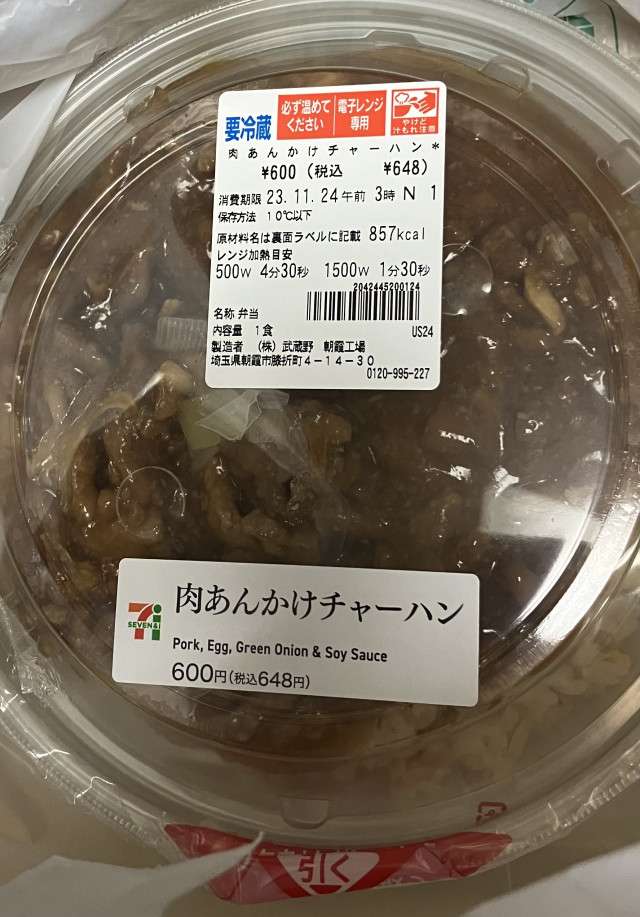 要冷蔵
必ず温めて
ください
電子レンジ
専用
やけど
汁もれ注意
肉あんかけチャーハン*
¥600(税込 ¥648)
消費期限 23.11.24午前 3時 N 1
保存方法 10℃以下
原材料名は裏面ラベルに記載 857kcal
レンジ加熱目安
500W 4分30秒 1500W 1分30秒
2042445200124
名称 弁当
内容量 1食 US24
製造者 (株)武蔵野 朝霞工場
埼玉県朝霞市膝折町4-14-30
0120-995-227
7i
SEVEN&i
肉あんかけチャーハン
Pork, Egg, Green Onion & Soy Sauce
600円(税込648円)
引く